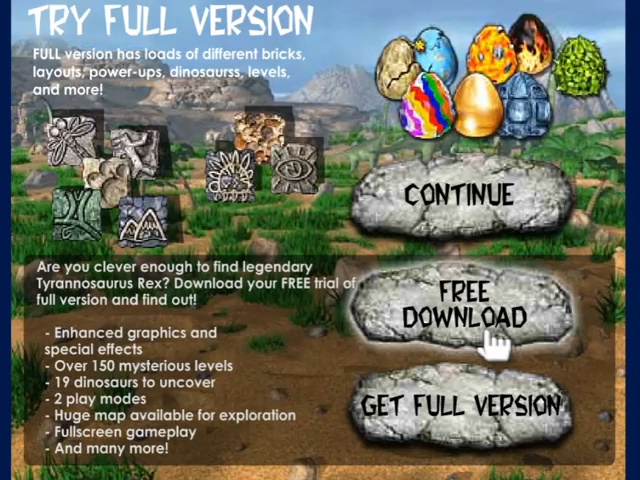 TRY FULL VERSION
FULL version has loads of different bricks,
layouts, power-ups, dinosaurss, levels,
and more!
CONTINUE
Are you clever enough to find legendary
Tyrannosaurus Rex? Download your FREE trial of
full version and find out!
FREE
DOWNLOAD
- Enhanced graphics and
special effects
- Over 150 mysterious levels
- 19 dinosaurs to uncover
- 2 play modes
- Huge map available for exploration
- Fullscreen gameplay
- And many more!
GET FULL VERSION